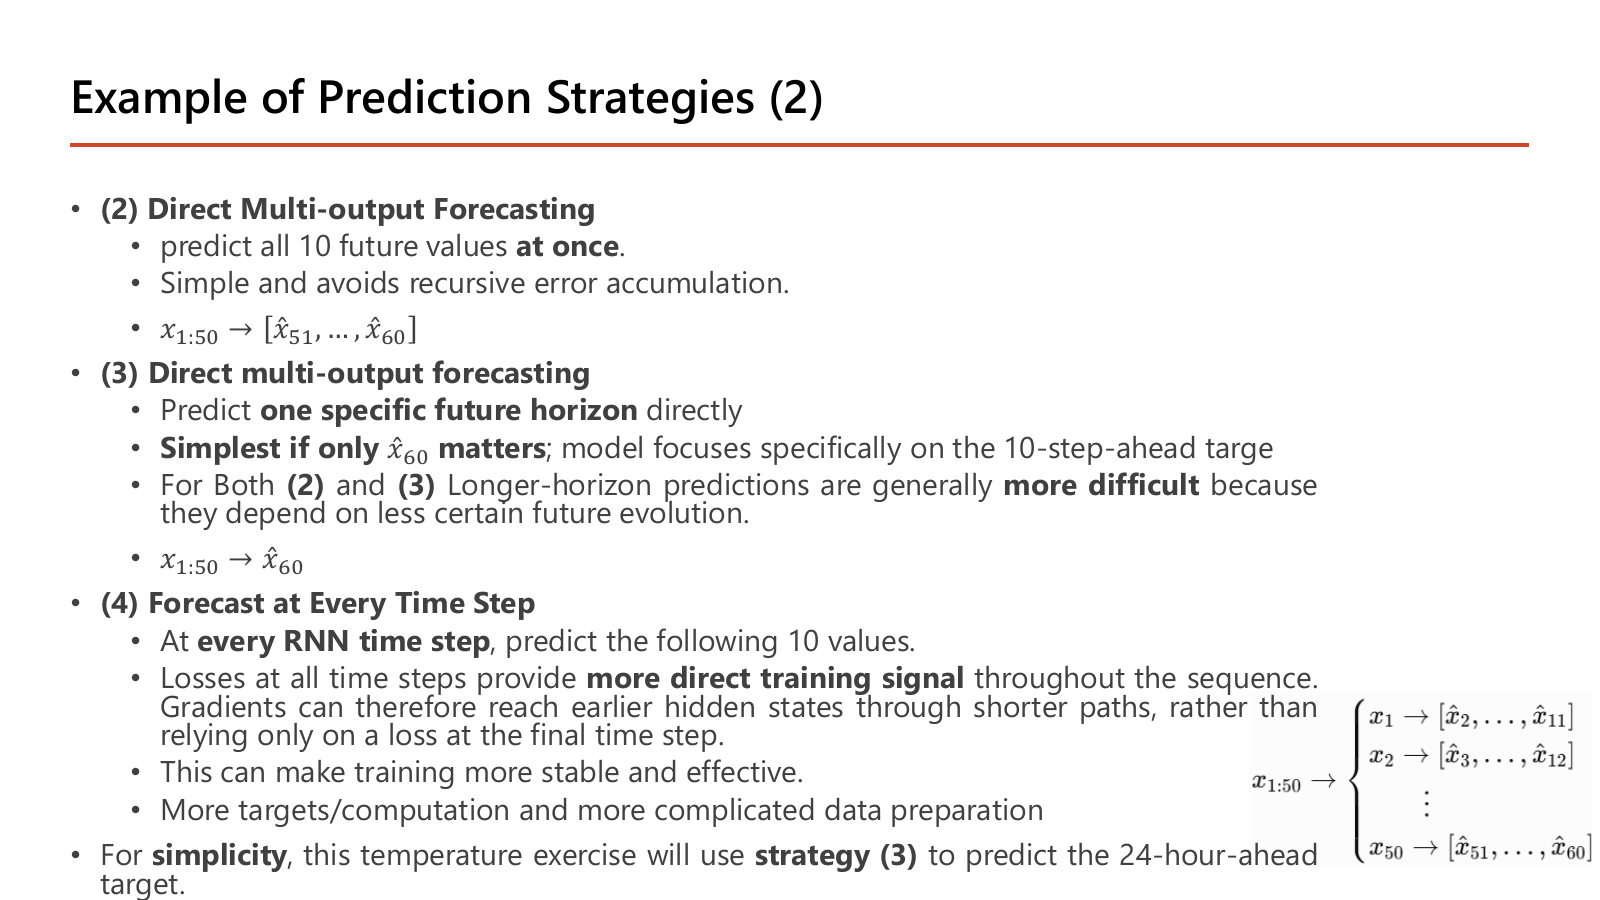 Example of Prediction Strategies (2)
• (2) Direct Multi-output Forecasting
• predict all 10 future values at once.
• Simple and avoids recursive error accumulation.
• x₁:₅₀ → [x̂₅₁, … , x̂₆₀]
• (3) Direct multi-output forecasting
• Predict one specific future horizon directly
• Simplest if only x̂₆₀ matters; model focuses specifically on the 10-step-ahead targe
• For Both (2) and (3) Longer-horizon predictions are generally more difficult because
they depend on less certain future evolution.
• x₁:₅₀ → x̂₆₀
• (4) Forecast at Every Time Step
• At every RNN time step, predict the following 10 values.
• Losses at all time steps provide more direct training signal throughout the sequence.
Gradients can therefore reach earlier hidden states through shorter paths, rather than
relying only on a loss at the final time step.
• This can make training more stable and effective.
• More targets/computation and more complicated data preparation
• For simplicity, this temperature exercise will use strategy (3) to predict the 24-hour-ahead
target.
x₁:₅₀ → {
x₁ → [x̂₂, . . . , x̂₁₁]
x₂ → [x̂₃, . . . , x̂₁₂]
⋮
x₅₀ → [x̂₅₁, . . . , x̂₆₀]